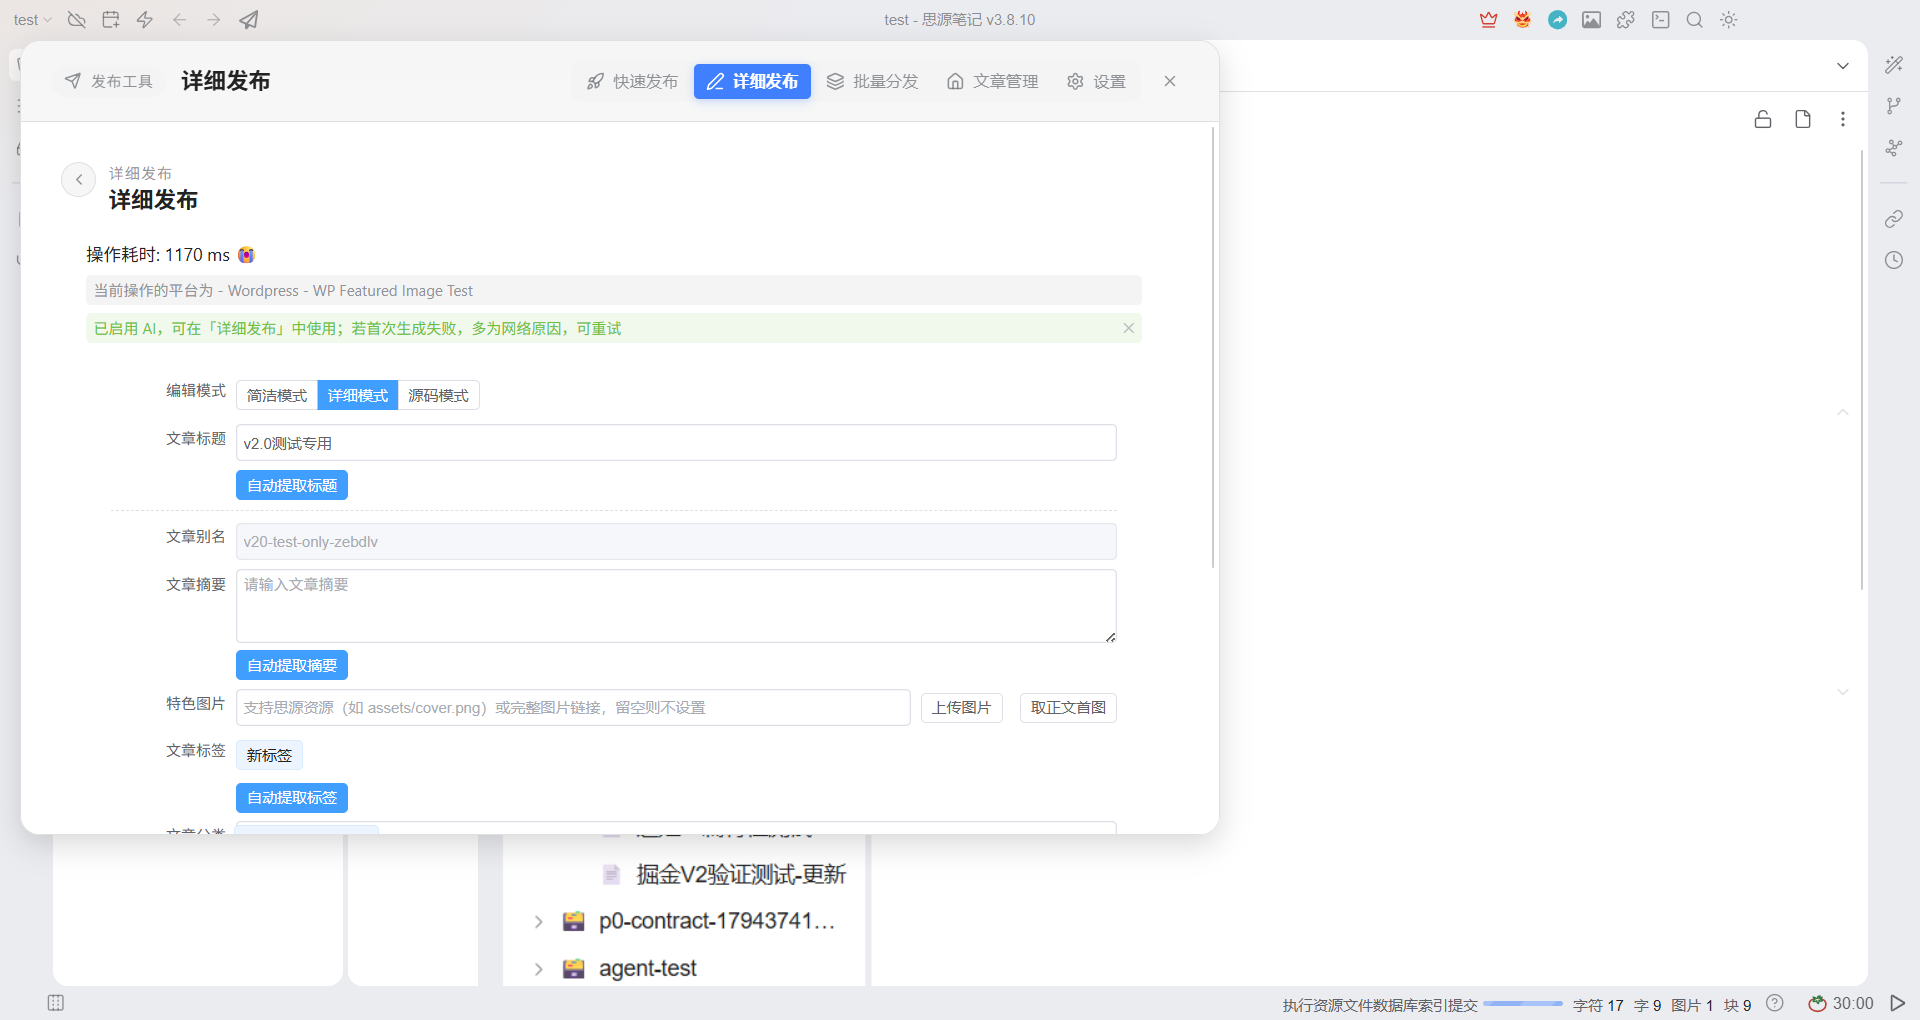 test
test - 思源笔记 v3.8.10
发布工具
详细发布
快速发布
详细发布
批量分发
文章管理
设置
详细发布
详细发布
操作耗时: 1170 ms
当前操作的平台为 - Wordpress - WP Featured Image Test
已启用 AI，可在「详细发布」中使用；若首次生成失败，多为网络原因，可重试
编辑模式
简洁模式
详细模式
源码模式
文章标题
v2.0测试专用
自动提取标题
文章别名
v20-test-only-zebdlv
文章摘要
请输入文章摘要
自动提取摘要
特色图片
支持思源资源（如 assets/cover.png）或完整图片链接，留空则不设置
上传图片
取正文首图
文章标签
新标签
自动提取标签
文章分类
掘金V2验证测试-更新
p0-contract-17943741...
agent-test
执行资源文件数据库索引提交
字符 17 字 9 图片 1 块 9
30:00